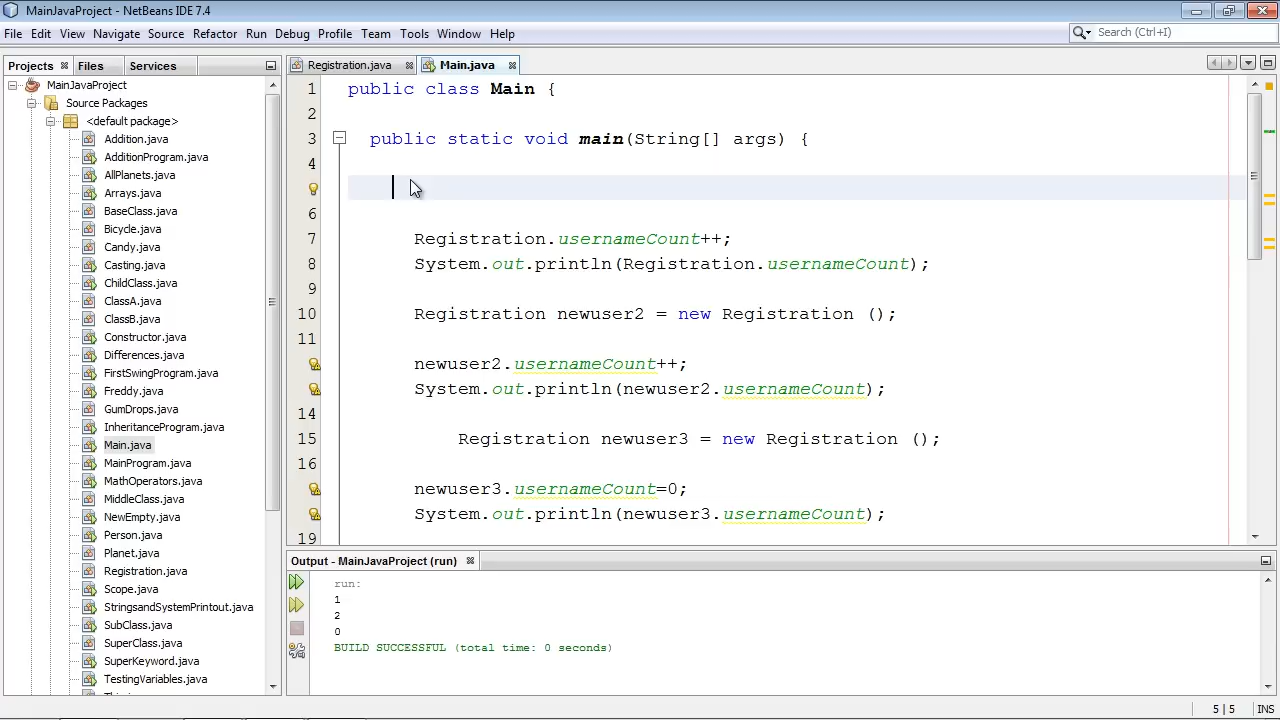 MainJavaProject - NetBeans IDE 7.4
File Edit View Navigate Source Refactor Run Debug Profile Team Tools Window Help
Search (Ctrl+I)
Projects Files Services
MainJavaProject
Source Packages
<default package>
Addition.java
AdditionProgram.java
AllPlanets.java
Arrays.java
BaseClass.java
Bicycle.java
Candy.java
Casting.java
ChildClass.java
ClassA.java
ClassB.java
Constructor.java
Differences.java
FirstSwingProgram.java
Freddy.java
GumDrops.java
InheritanceProgram.java
Main.java
MainProgram.java
MathOperators.java
MiddleClass.java
NewEmpty.java
Person.java
Planet.java
Registration.java
Scope.java
StringsandSystemPrintout.java
SubClass.java
SuperClass.java
SuperKeyword.java
TestingVariables.java
Registration.java Main.java
1 public class Main {
2
3 public static void main(String[] args) {
4
6
7 Registration.usernameCount++;
8 System.out.println(Registration.usernameCount);
9
10 Registration newuser2 = new Registration ();
11
newuser2.usernameCount++;
System.out.println(newuser2.usernameCount);
14
15 Registration newuser3 = new Registration ();
16
newuser3.usernameCount=0;
System.out.println(newuser3.usernameCount);
19
Output - MainJavaProject (run)
run:
1
2
0
BUILD SUCCESSFUL (total time: 0 seconds)
5 | 5 INS